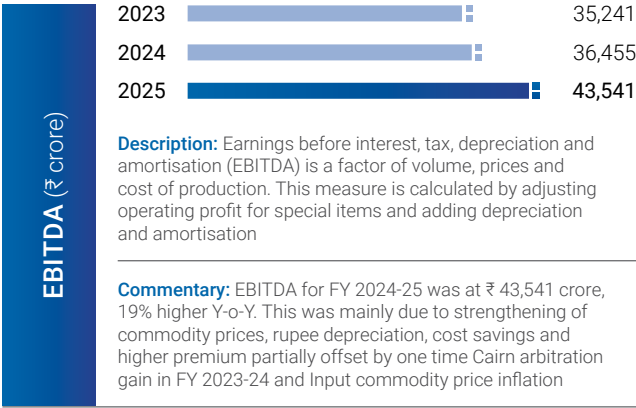 EBITDA (₹ crore)
2023 35,241
2024 36,455
2025 43,541
Description: Earnings before interest, tax, depreciation and
amortisation (EBITDA) is a factor of volume, prices and
cost of production. This measure is calculated by adjusting
operating profit for special items and adding depreciation
and amortisation
Commentary: EBITDA for FY 2024-25 was at ₹ 43,541 crore,
19% higher Y-o-Y. This was mainly due to strengthening of
commodity prices, rupee depreciation, cost savings and
higher premium partially offset by one time Cairn arbitration
gain in FY 2023-24 and Input commodity price inflation